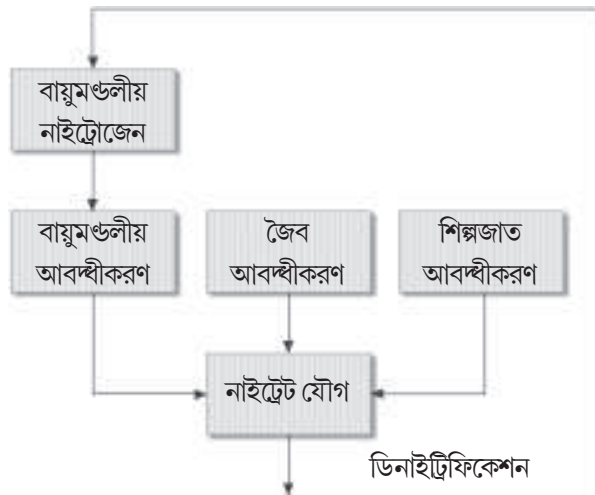 বায়ুমণ্ডলীয়
নাইট্রোজেন
বায়ুমণ্ডলীয়
আবদ্ধীকরণ
জৈব
আবদ্ধীকরণ
শিল্পজাত
আবদ্ধীকরণ
নাইট্রেট যৌগ
ডিনাইট্রিফিকেশন